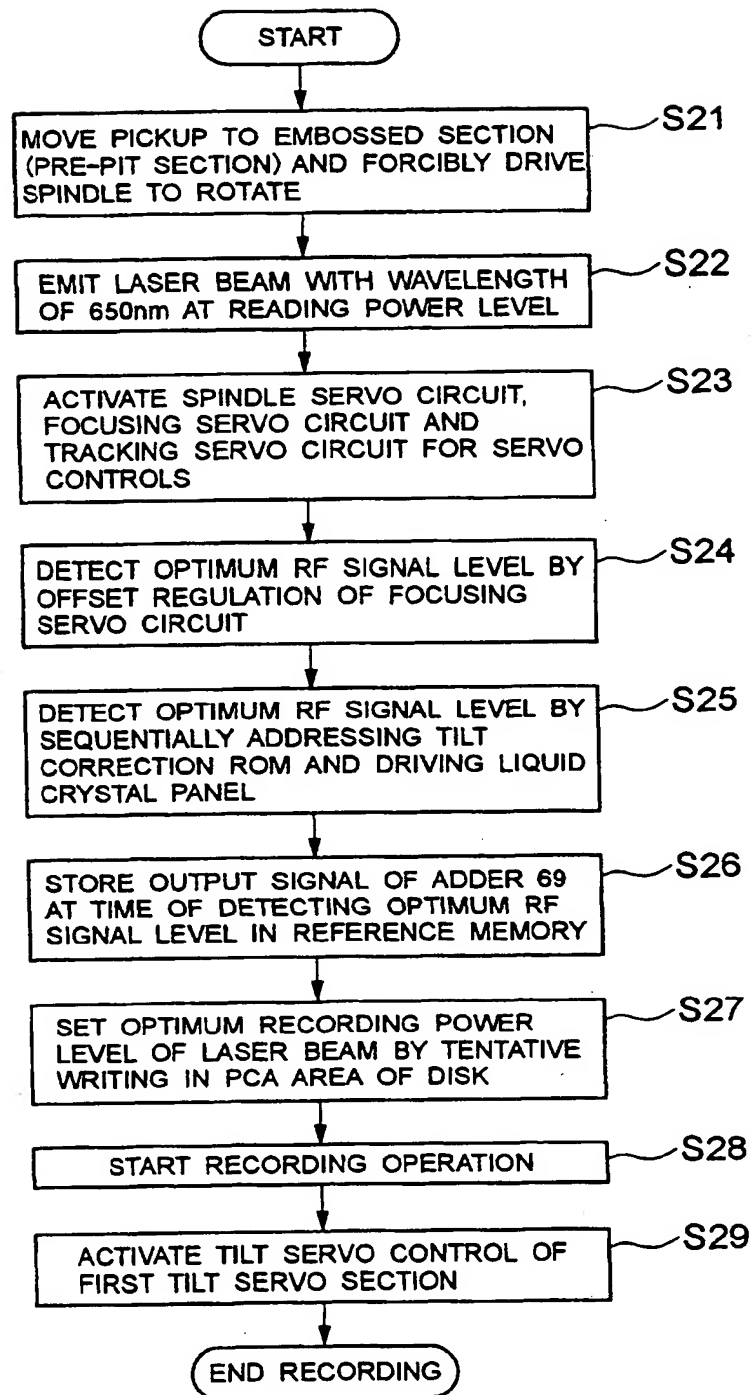 START
MOVE PICKUP TO EMBOSSED SECTION
(PRE-PIT SECTION) AND FORCIBLY DRIVE
SPINDLE TO ROTATE
S21
EMIT LASER BEAM WITH WAVELENGTH
OF 650nm AT READING POWER LEVEL
S22
ACTIVATE SPINDLE SERVO CIRCUIT,
FOCUSING SERVO CIRCUIT AND
TRACKING SERVO CIRCUIT FOR SERVO
CONTROLS
S23
DETECT OPTIMUM RF SIGNAL LEVEL BY
OFFSET REGULATION OF FOCUSING
SERVO CIRCUIT
S24
DETECT OPTIMUM RF SIGNAL LEVEL BY
SEQUENTIALLY ADDRESSING TILT
CORRECTION ROM AND DRIVING LIQUID
CRYSTAL PANEL
S25
STORE OUTPUT SIGNAL OF ADDER 69
AT TIME OF DETECTING OPTIMUM RF
SIGNAL LEVEL IN REFERENCE MEMORY
S26
SET OPTIMUM RECORDING POWER
LEVEL OF LASER BEAM BY TENTATIVE
WRITING IN PCA AREA OF DISK
S27
START RECORDING OPERATION
S28
ACTIVATE TILT SERVO CONTROL OF
FIRST TILT SERVO SECTION
S29
END RECORDING